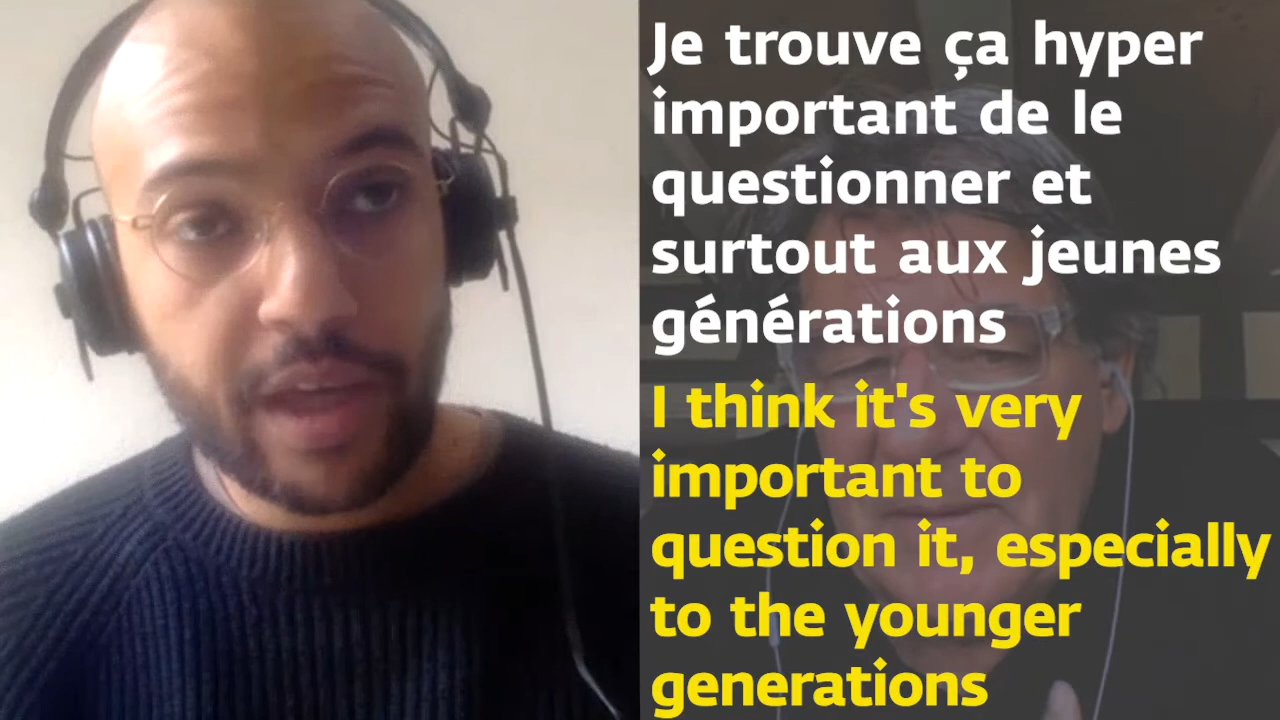 Je trouve ça hyper
important de le
questionner et
surtout aux jeunes
générations
I think it's very
important to
question it, especially
to the younger
generations